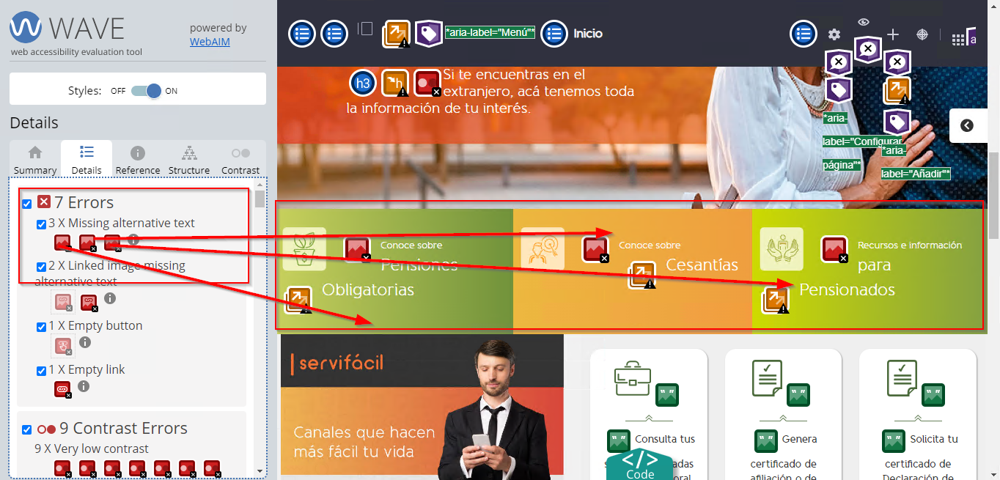 WAVE
powered by
WebAIM
web accessibility evaluation tool
Styles: OFF ON
Details
Summary Details Reference Structure Contrast
7 Errors
3 X Missing alternative text
2 X Linked image missing
alternative text
1 X Empty button
1 X Empty link
9 Contrast Errors
9 X Very low contrast
*aria-label="Menú"*
Inicio
a
*aria-
label="Configurar
página"*
*aria-
label="Añadir"*
h3
h
Si te encuentras en el
extranjero, acá tenemos toda
la información de tu interés.
Conoce sobre
Pensiones
Obligatorias
Conoce sobre
Cesantías
Recursos e información
para
Pensionados
servifácil
Canales que hacen
más fácil tu vida
Consulta tus
Genera
certificado de
afiliación o de
Solicita tu
certificado de
Declaración de
</> 
Code